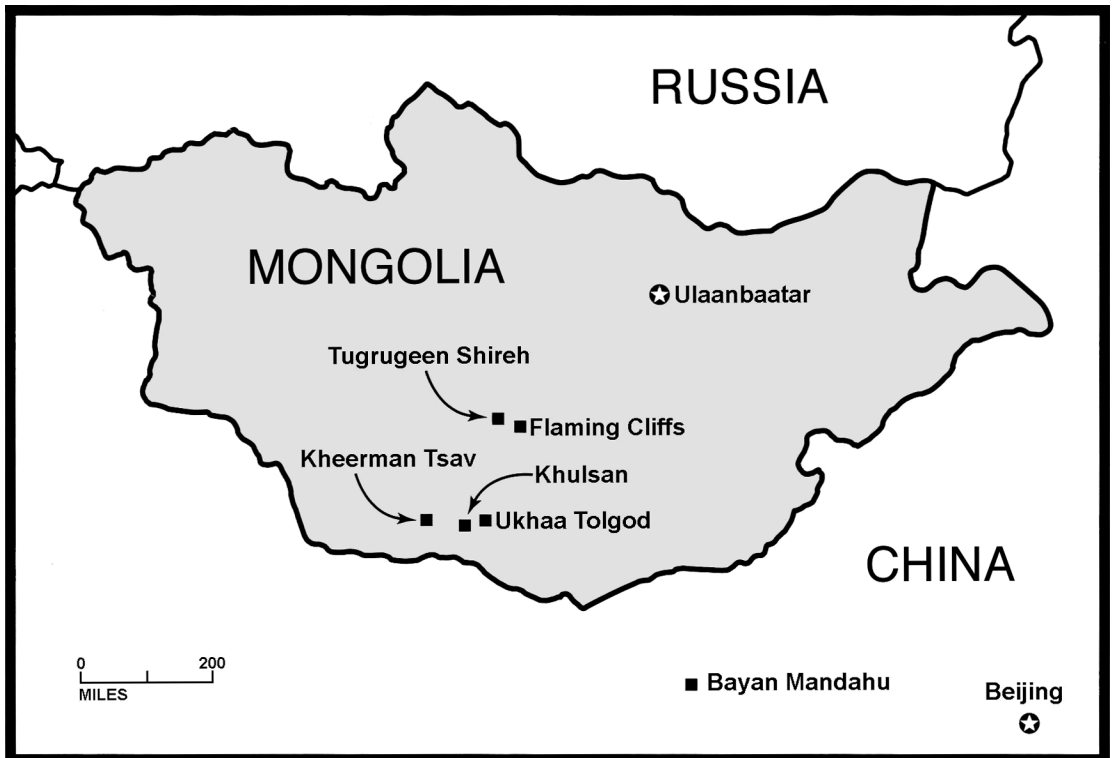 RUSSIA
MONGOLIA
Ulaanbaatar
Tugrugeen Shireh
Flaming Cliffs
Kheerman Tsav
Khulsan
Ukhaa Tolgod
CHINA
0 200
MILES
Bayan Mandahu
Beijing